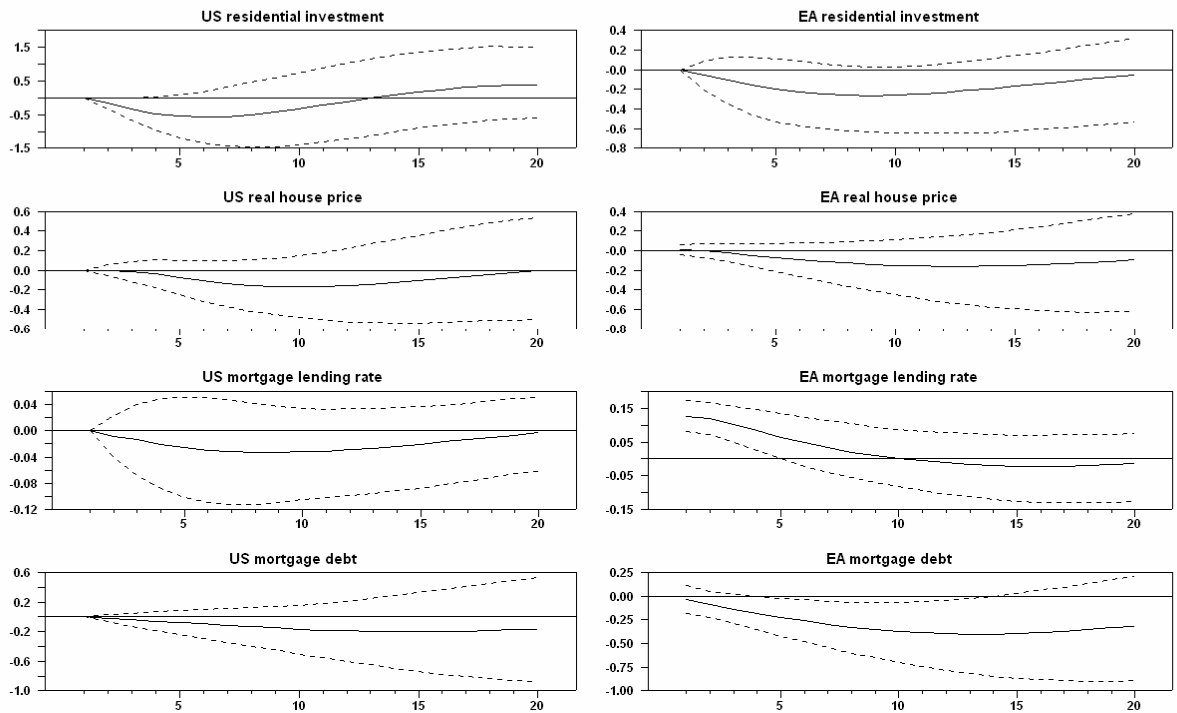 US residential investment
1.5
0.5
-0.5
-1.5
5 10 15 20
EA residential investment
0.4
0.2
-0.0
-0.2
-0.4
-0.6
-0.8
5 10 15 20
US real house price
0.6
0.4
0.2
0.0
-0.2
-0.4
-0.6
5 10 15 20
EA real house price
0.4
0.2
-0.0
-0.2
-0.4
-0.6
-0.8
5 10 15 20
US mortgage lending rate
0.04
0.00
-0.04
-0.08
-0.12
5 10 15 20
EA mortgage lending rate
0.15
0.05
-0.05
-0.15
5 10 15 20
US mortgage debt
0.6
0.2
-0.2
-0.6
-1.0
5 10 15 20
EA mortgage debt
0.25
0.00
-0.25
-0.50
-0.75
-1.00
5 10 15 20